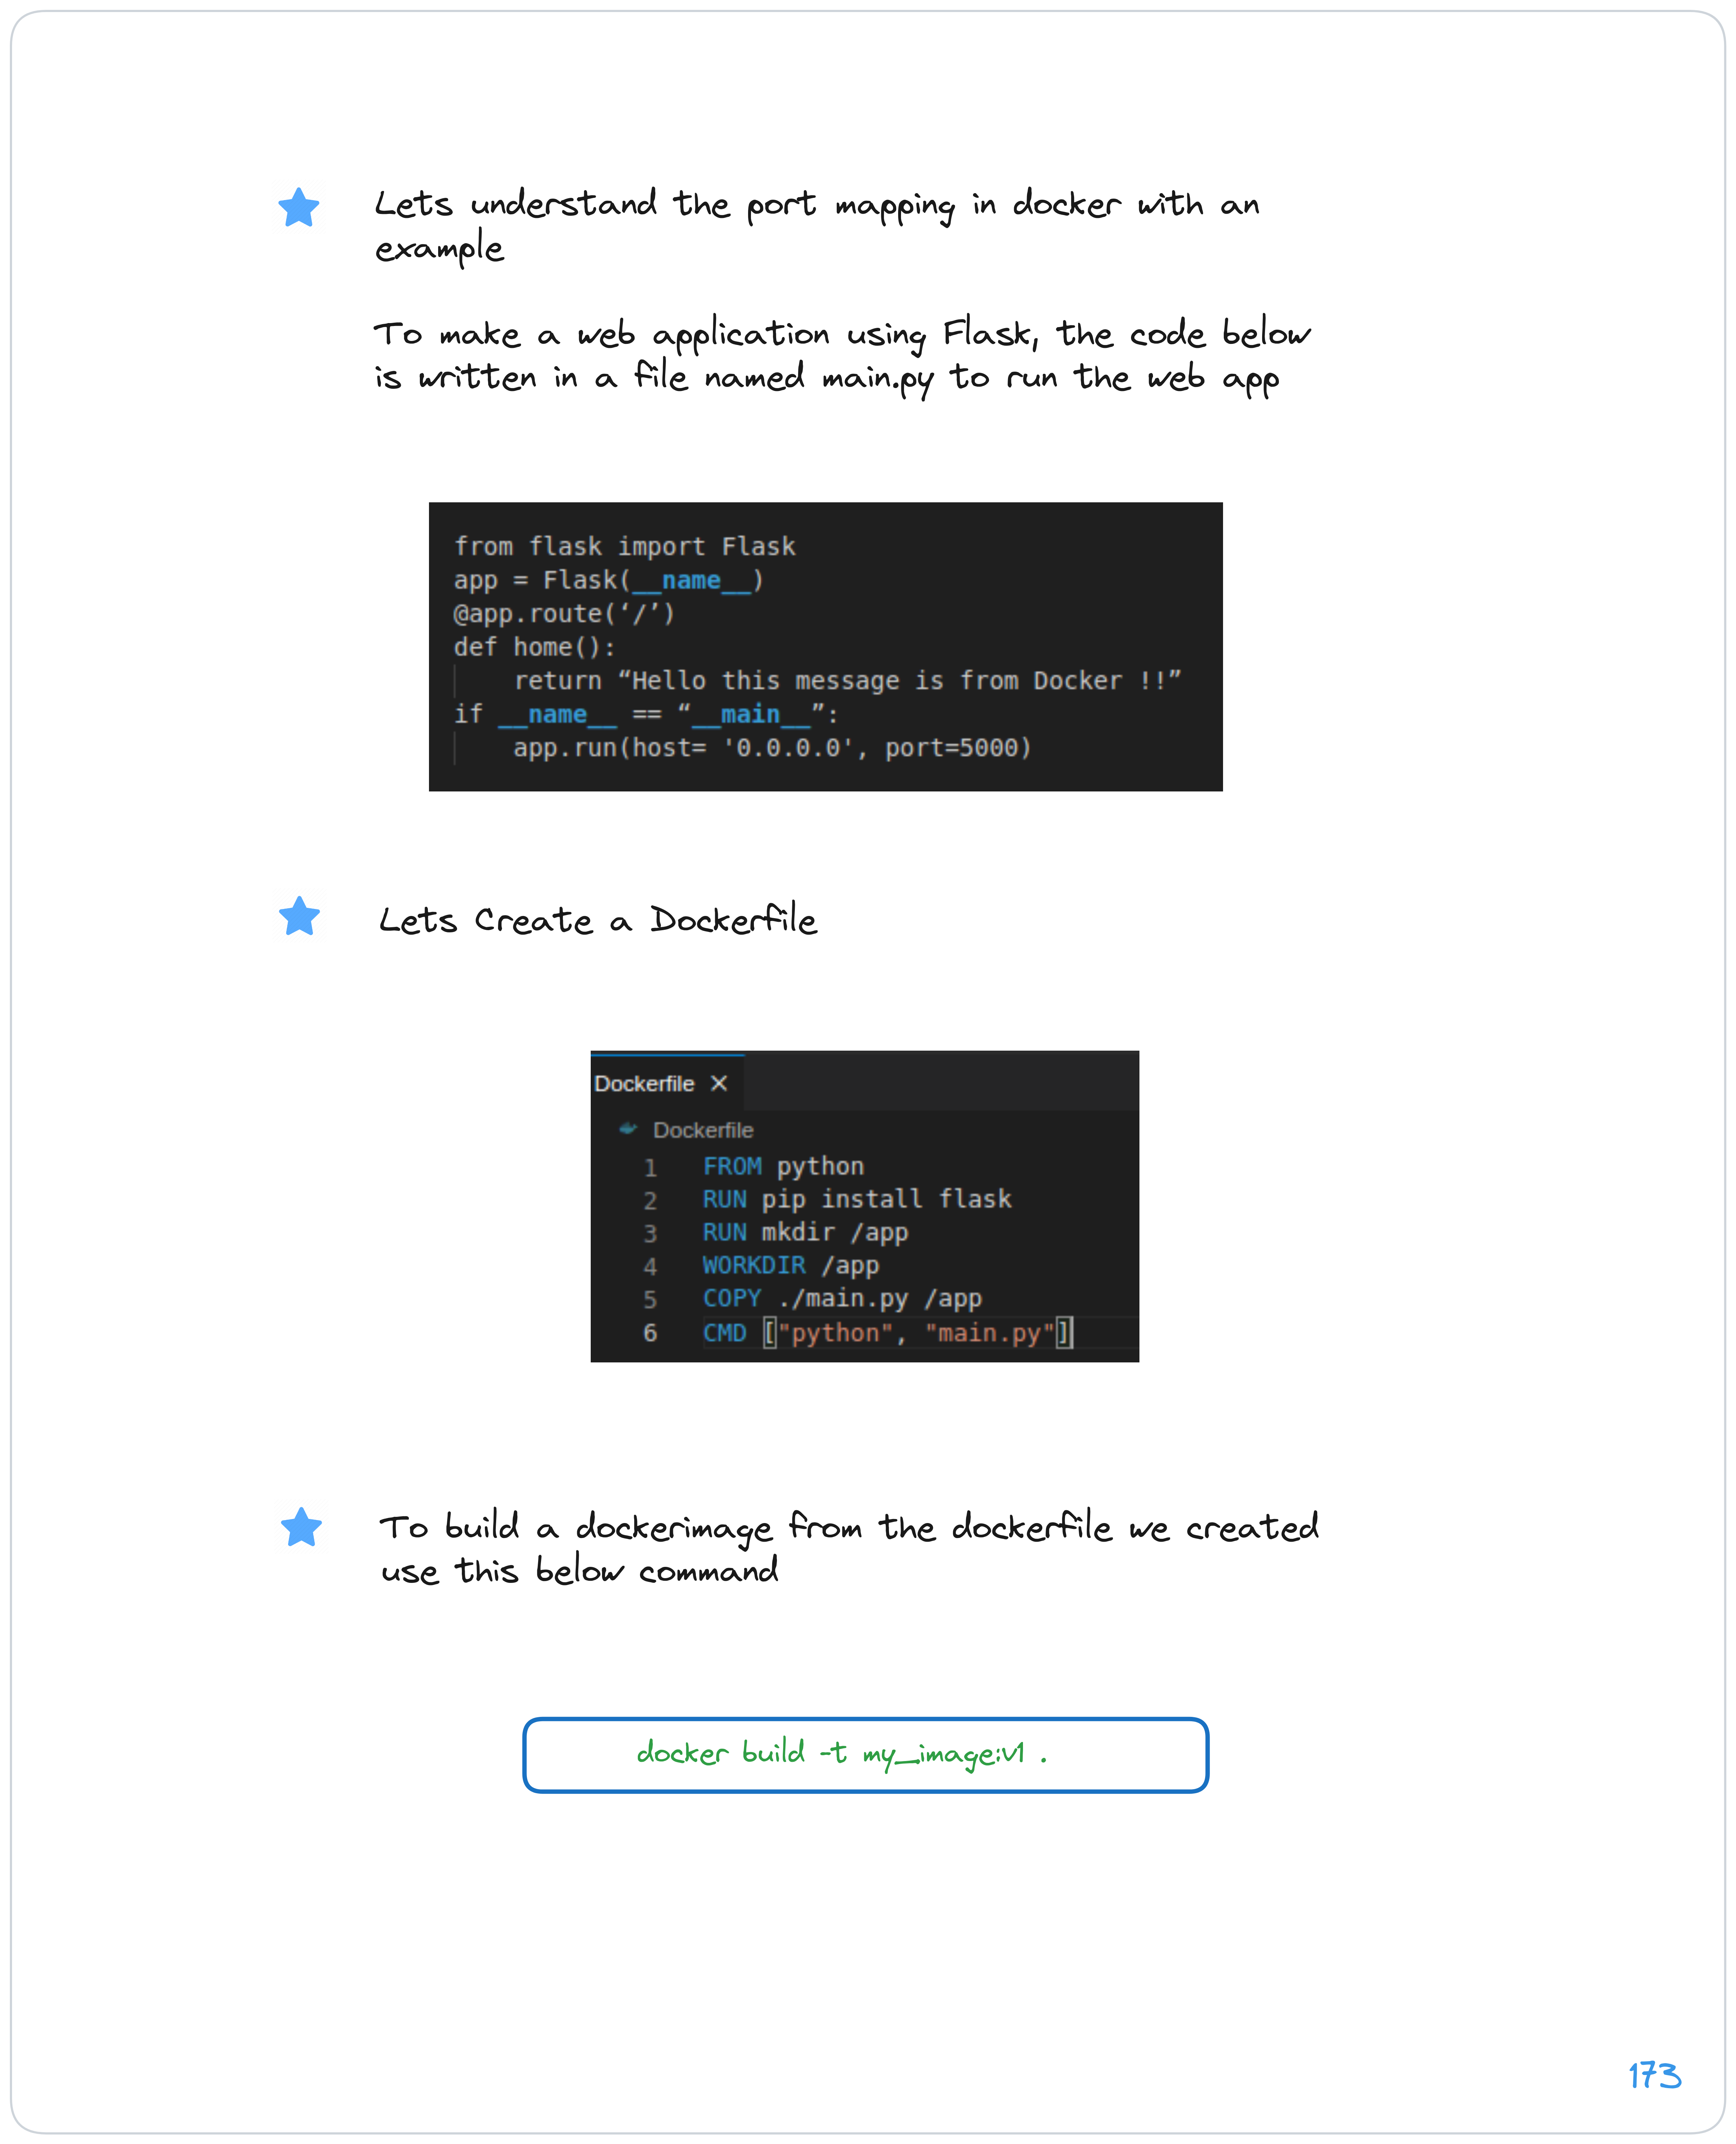 Lets understand the port mapping in docker with an
example
To make a web application using Flask, the code below
is written in a file named main.py to run the web app
from flask import Flask
app = Flask(__name__)
@app.route(‘/’)
def home():
    return “Hello this message is from Docker !!”
if __name__ == “__main__”:
    app.run(host= '0.0.0.0', port=5000)
Lets Create a Dockerfile
Dockerfile ×
Dockerfile
1 FROM python
2 RUN pip install flask
3 RUN mkdir /app
4 WORKDIR /app
5 COPY ./main.py /app
6 CMD ["python", "main.py"]
To build a dockerimage from the dockerfile we created
use this below command
docker build -t my_image:v1 .
173